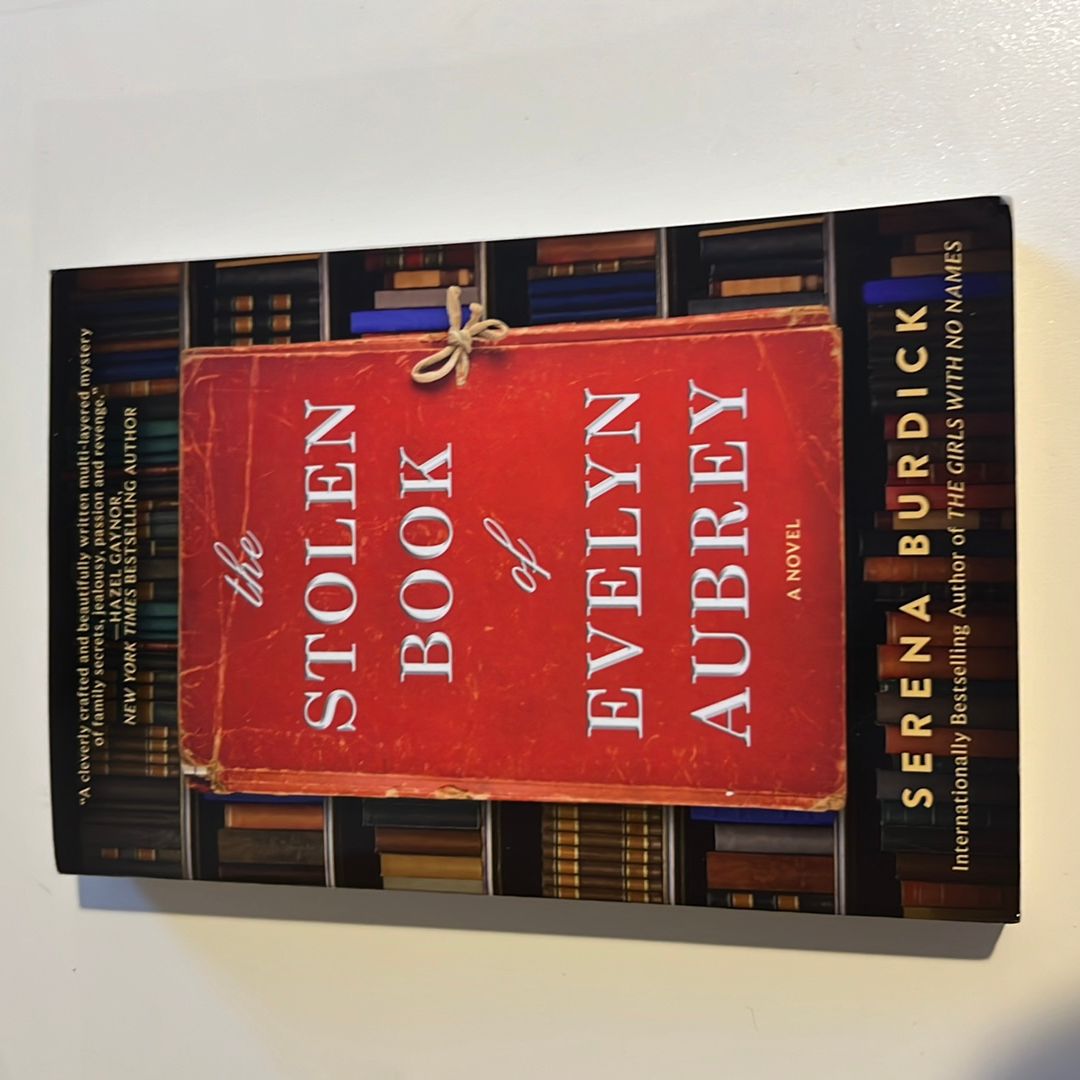 "A cleverly crafted and beautifully written multi-layered mystery
of family secrets, jealousy, passion and revenge."
—HAZEL GAYNOR,
NEW YORK TIMES BESTSELLING AUTHOR
the
STOLEN
BOOK
of
EVELYN
AUBREY
A NOVEL
SERENA BURDICK
Internationally Bestselling Author of THE GIRLS WITH NO NAMES